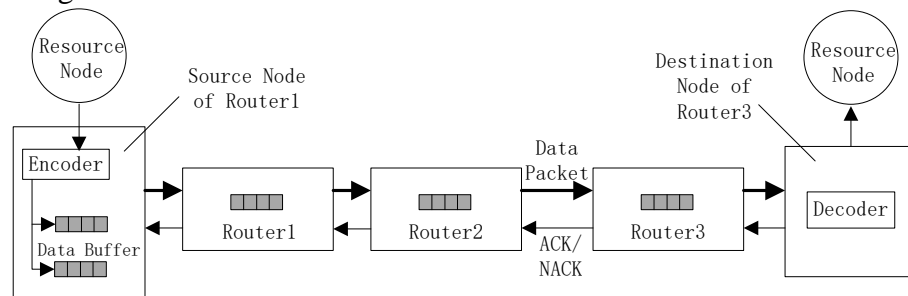 Resource
Node
Source Node
of Router1
Destination
Node of
Router3
Resource
Node
Encoder
Data Buffer
Router1
Router2
Data
Packet
ACK/
NACK
Router3
Decoder